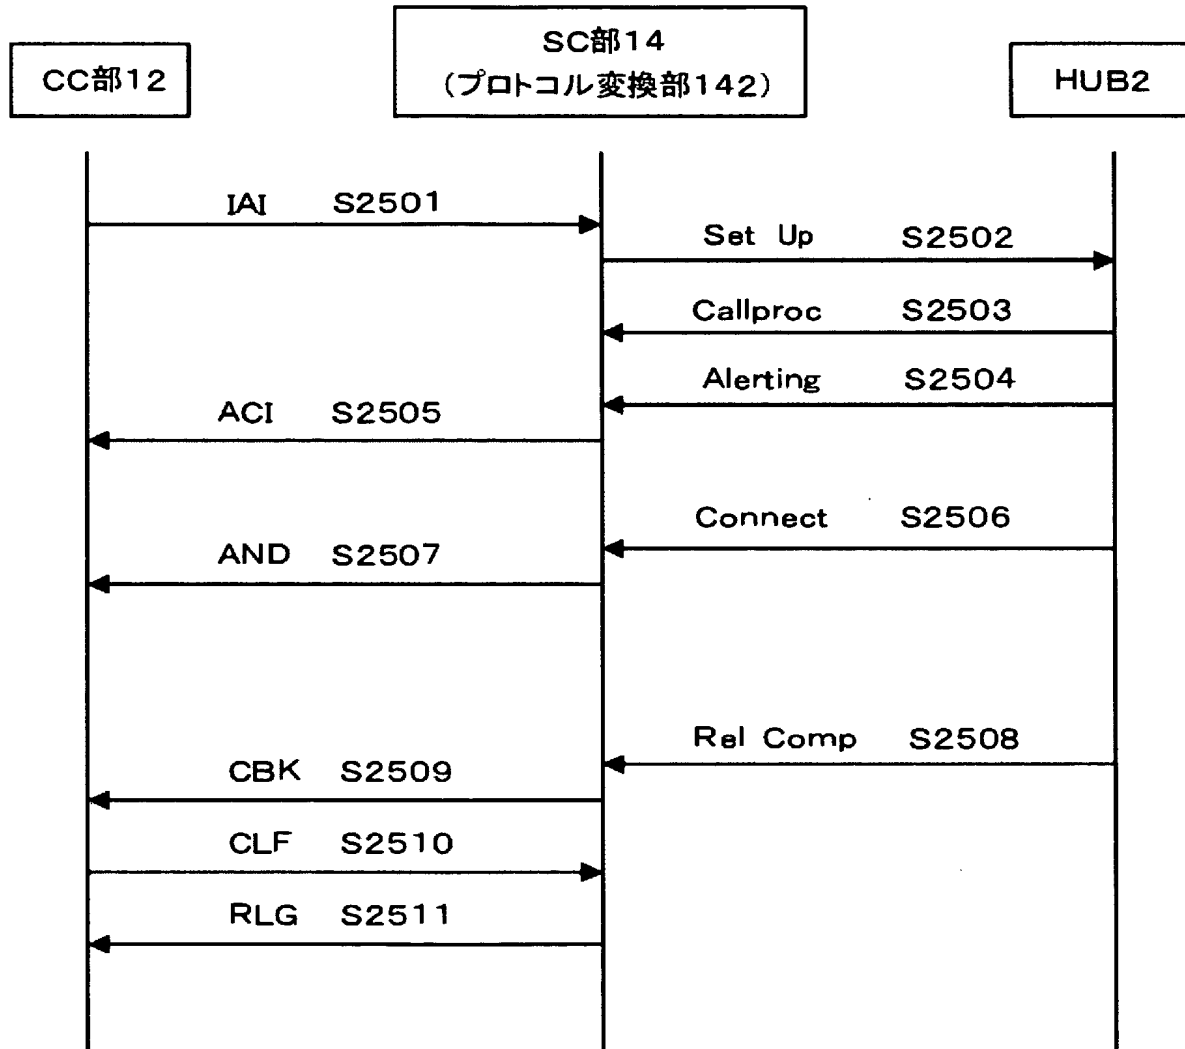 CC部12
SC部14
(プロトコル変換部142)
HUB2
IAI S2501
Set Up S2502
Callproc S2503
Alerting S2504
ACI S2505
Connect S2506
AND S2507
Rel Comp S2508
CBK S2509
CLF S2510
RLG S2511